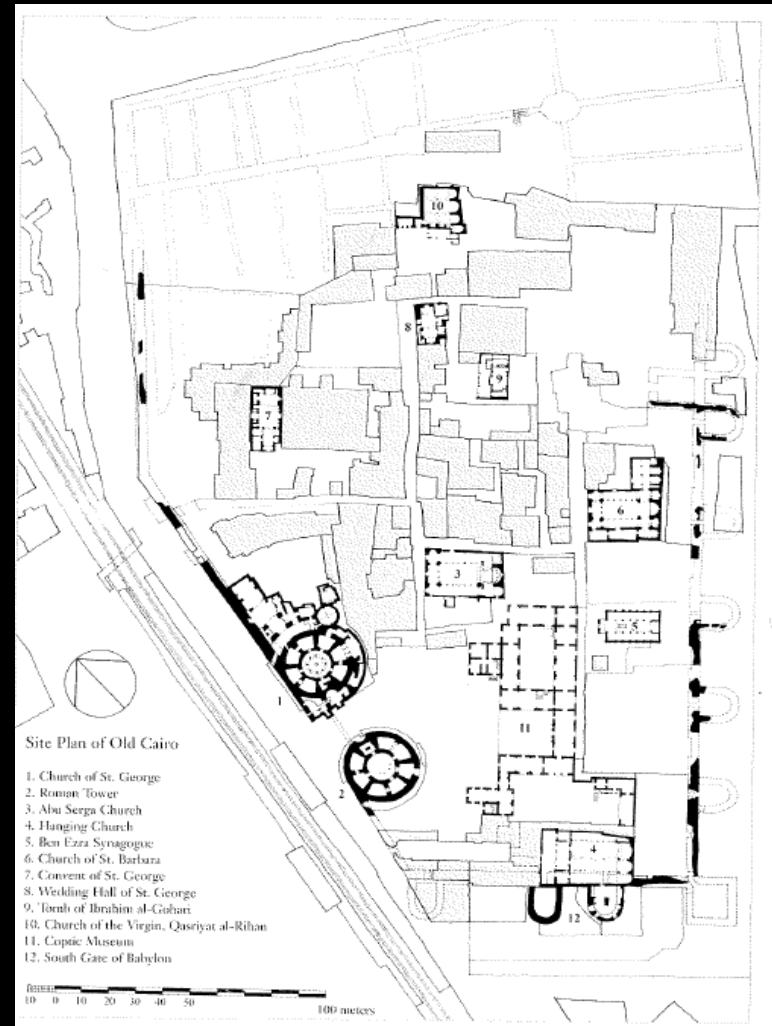 10
8
9
7
6
3
5
1
11
2
4
12
Site Plan of Old Cairo
1. Church of St. George
2. Roman Tower
3. Abu Serga Church
4. Hanging Church
5. Ben Ezra Synagogue
6. Church of St. Barbara
7. Convent of St. George
8. Wedding Hall of St. George
9. Tomb of Ibrahim al-Gohari
10. Church of the Virgin, Qasriyat al-Rihan
11. Coptic Museum
12. South Gate of Babylon
10 0 10 20 30 40 50
100 meters